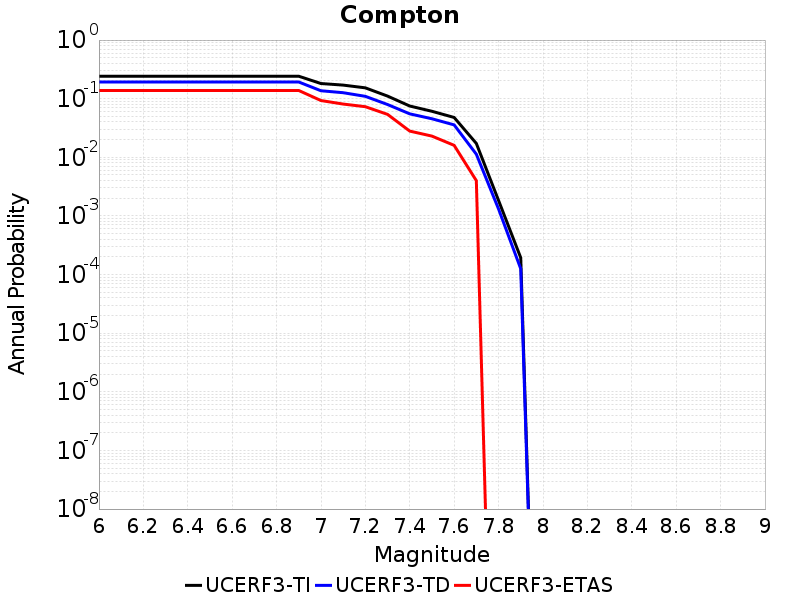 Compton
10^0
10^-1
10^-2
10^-3
10^-4
10^-5
10^-6
10^-7
10^-8
Annual Probability
6 6.2 6.4 6.6 6.8 7 7.2 7.4 7.6 7.8 8 8.2 8.4 8.6 8.8 9
Magnitude
UCERF3-TI UCERF3-TD UCERF3-ETAS